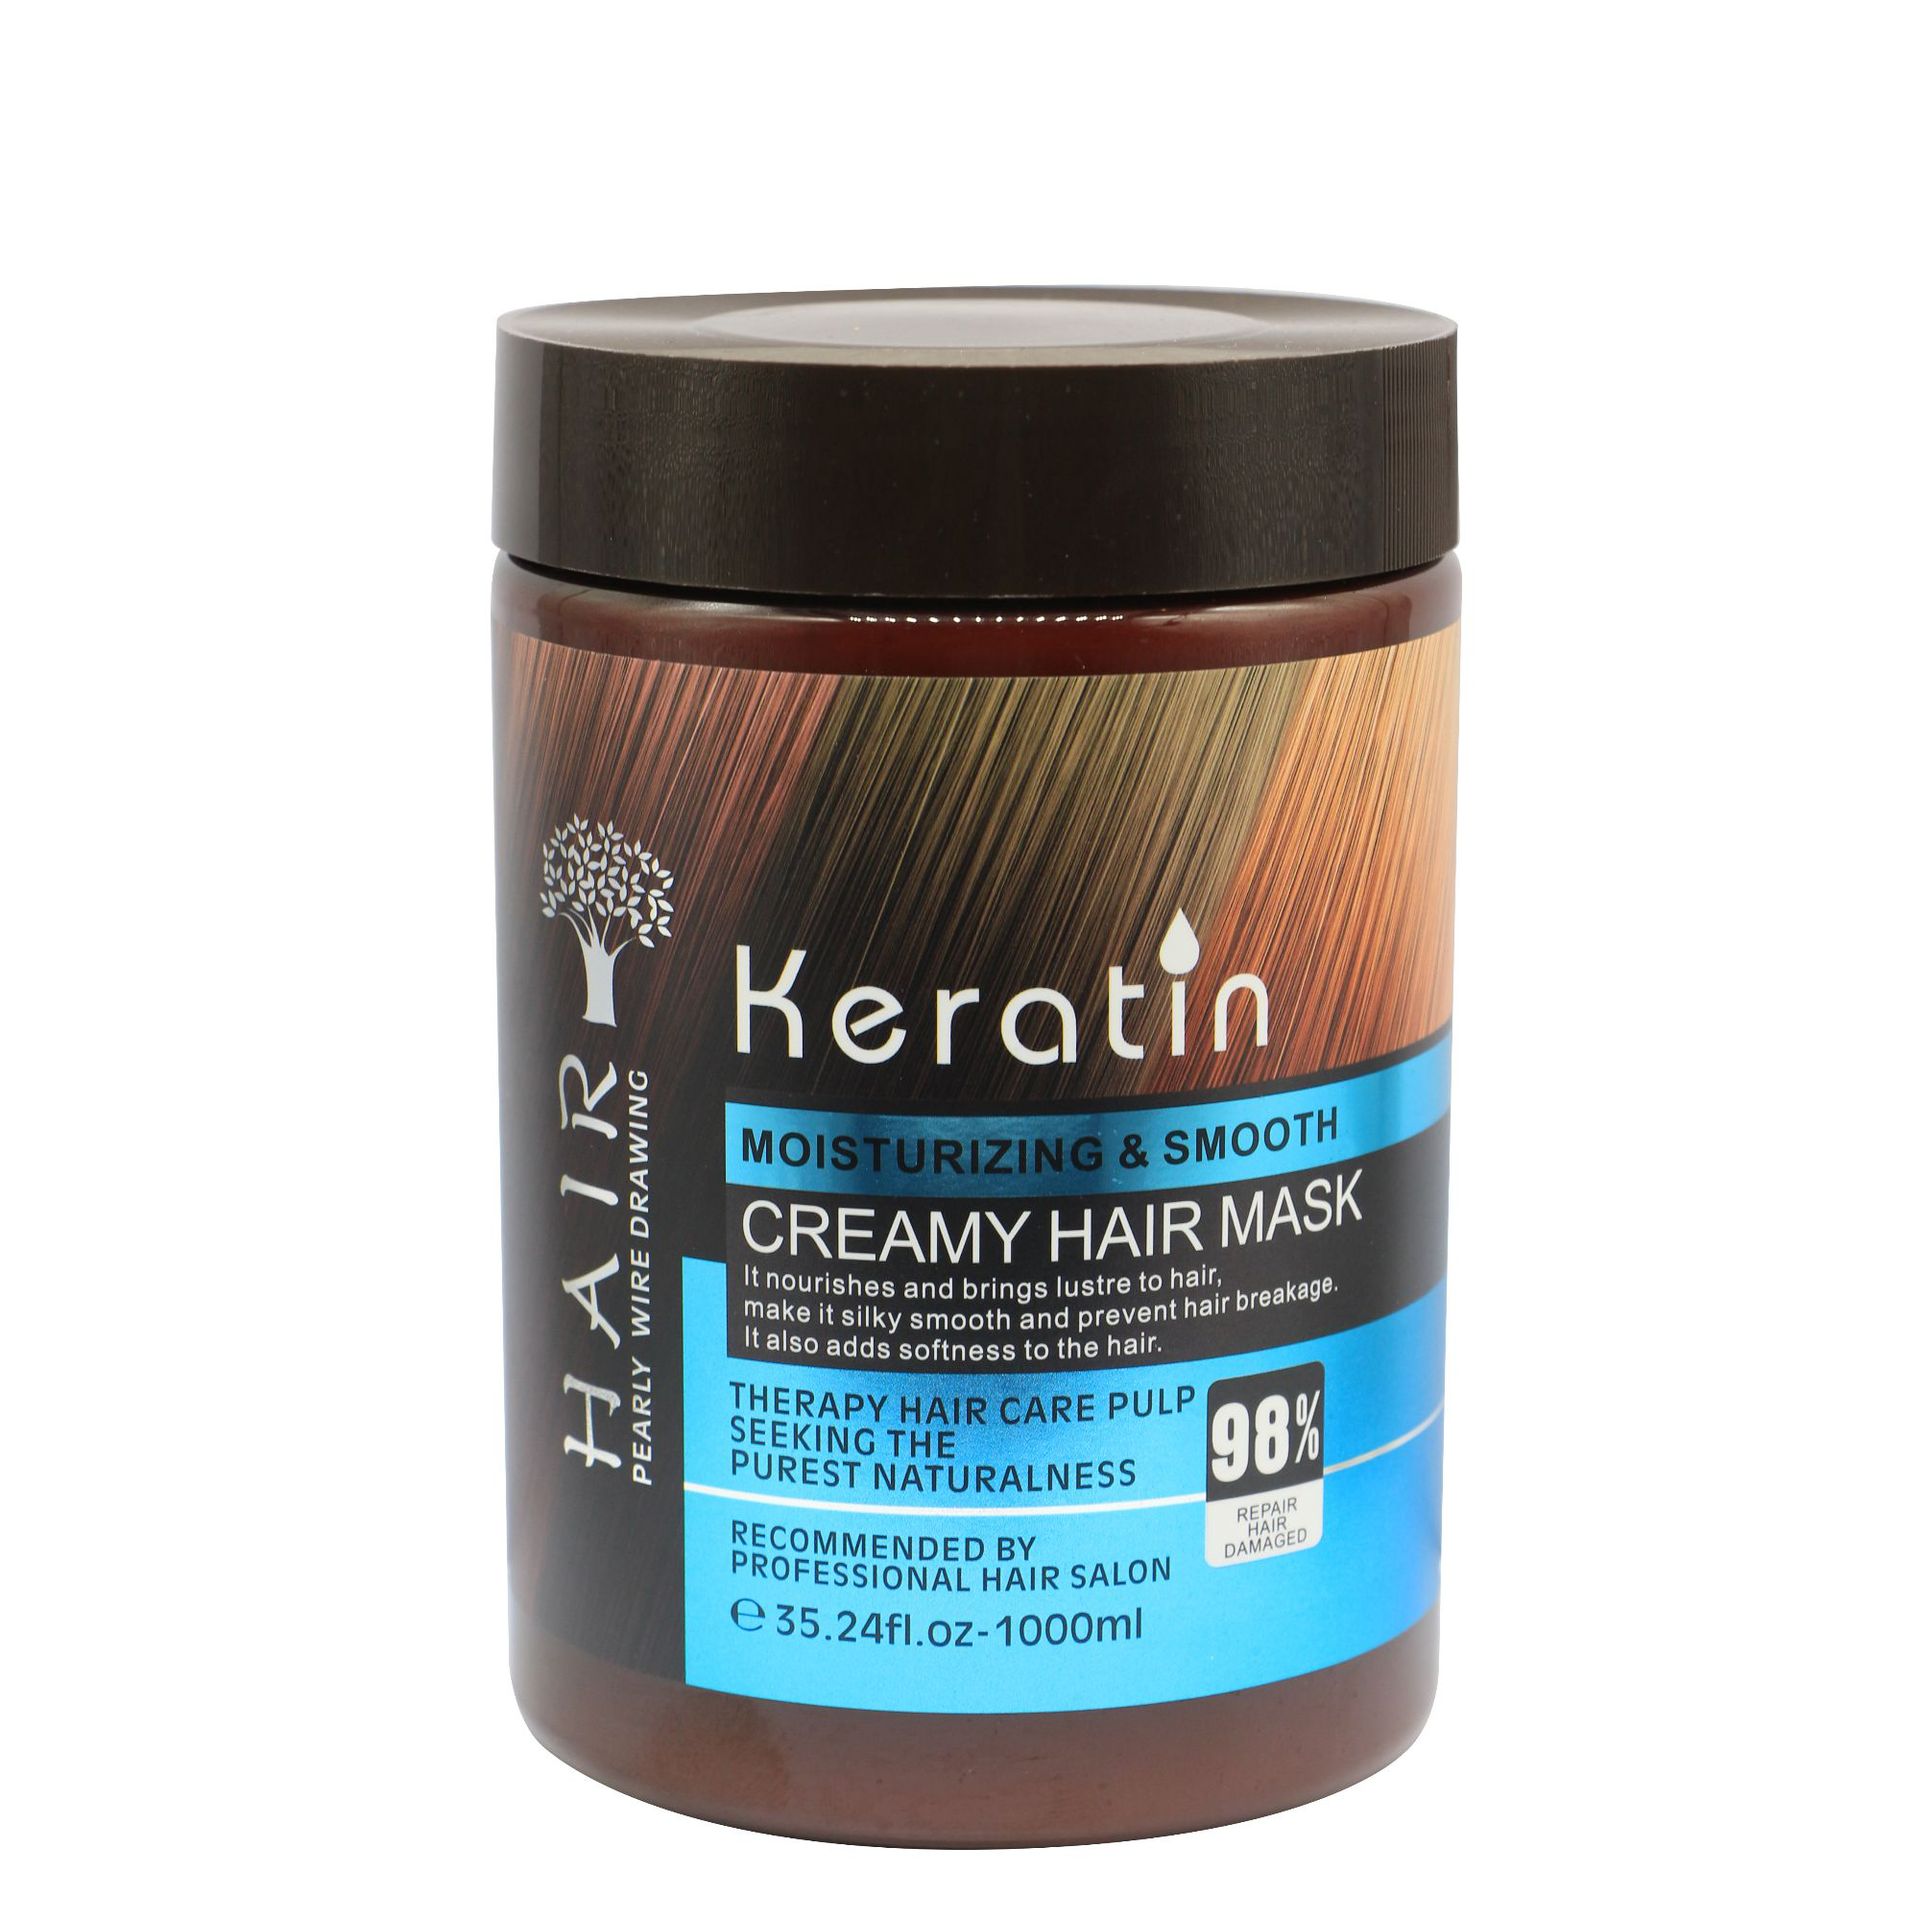 HAIR
PEARLY WIRE DRAWING
Keratin
MOISTURIZING & SMOOTH
CREAMY HAIR MASK
It nourishes and brings lustre to hair,
make it silky smooth and prevent hair breakage.
It also adds softness to the hair.
THERAPY HAIR CARE PULP
SEEKING THE
PUREST NATURALNESS
98%
REPAIR
HAIR
DAMAGED
RECOMMENDED BY
PROFESSIONAL HAIR SALON
℮ 35.24fl.oz-1000ml